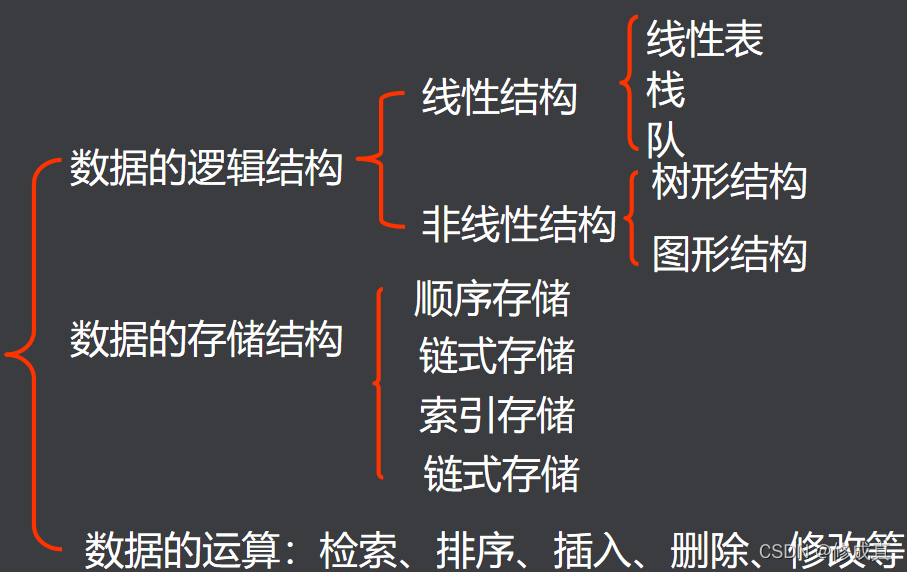 线性表
线性结构
栈
队
数据的逻辑结构
树形结构
非线性结构
图形结构
顺序存储
数据的存储结构
链式存储
索引存储
链式存储
数据的运算：检索、排序、插入、删除、修改等
CSDN @修成真